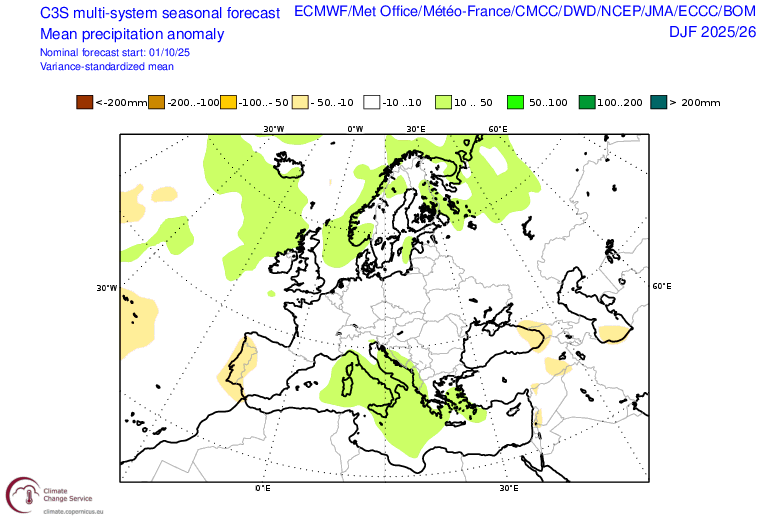 C3S multi-system seasonal forecast ECMWF/Met Office/Météo-France/CMCC/DWD/NCEP/JMA/ECCC/BOM
Mean precipitation anomaly DJF 2025/26
Nominal forecast start: 01/10/25
Variance-standardized mean
<-200mm -200..-100 -100..- 50 - 50..-10 -10 ..10 10 .. 50 50..100 100..200 > 200mm
30°W 0°W 30°E 60°E
30°W 60°E
0°E 30°E
Climate
Change Service
climate.copernicus.eu